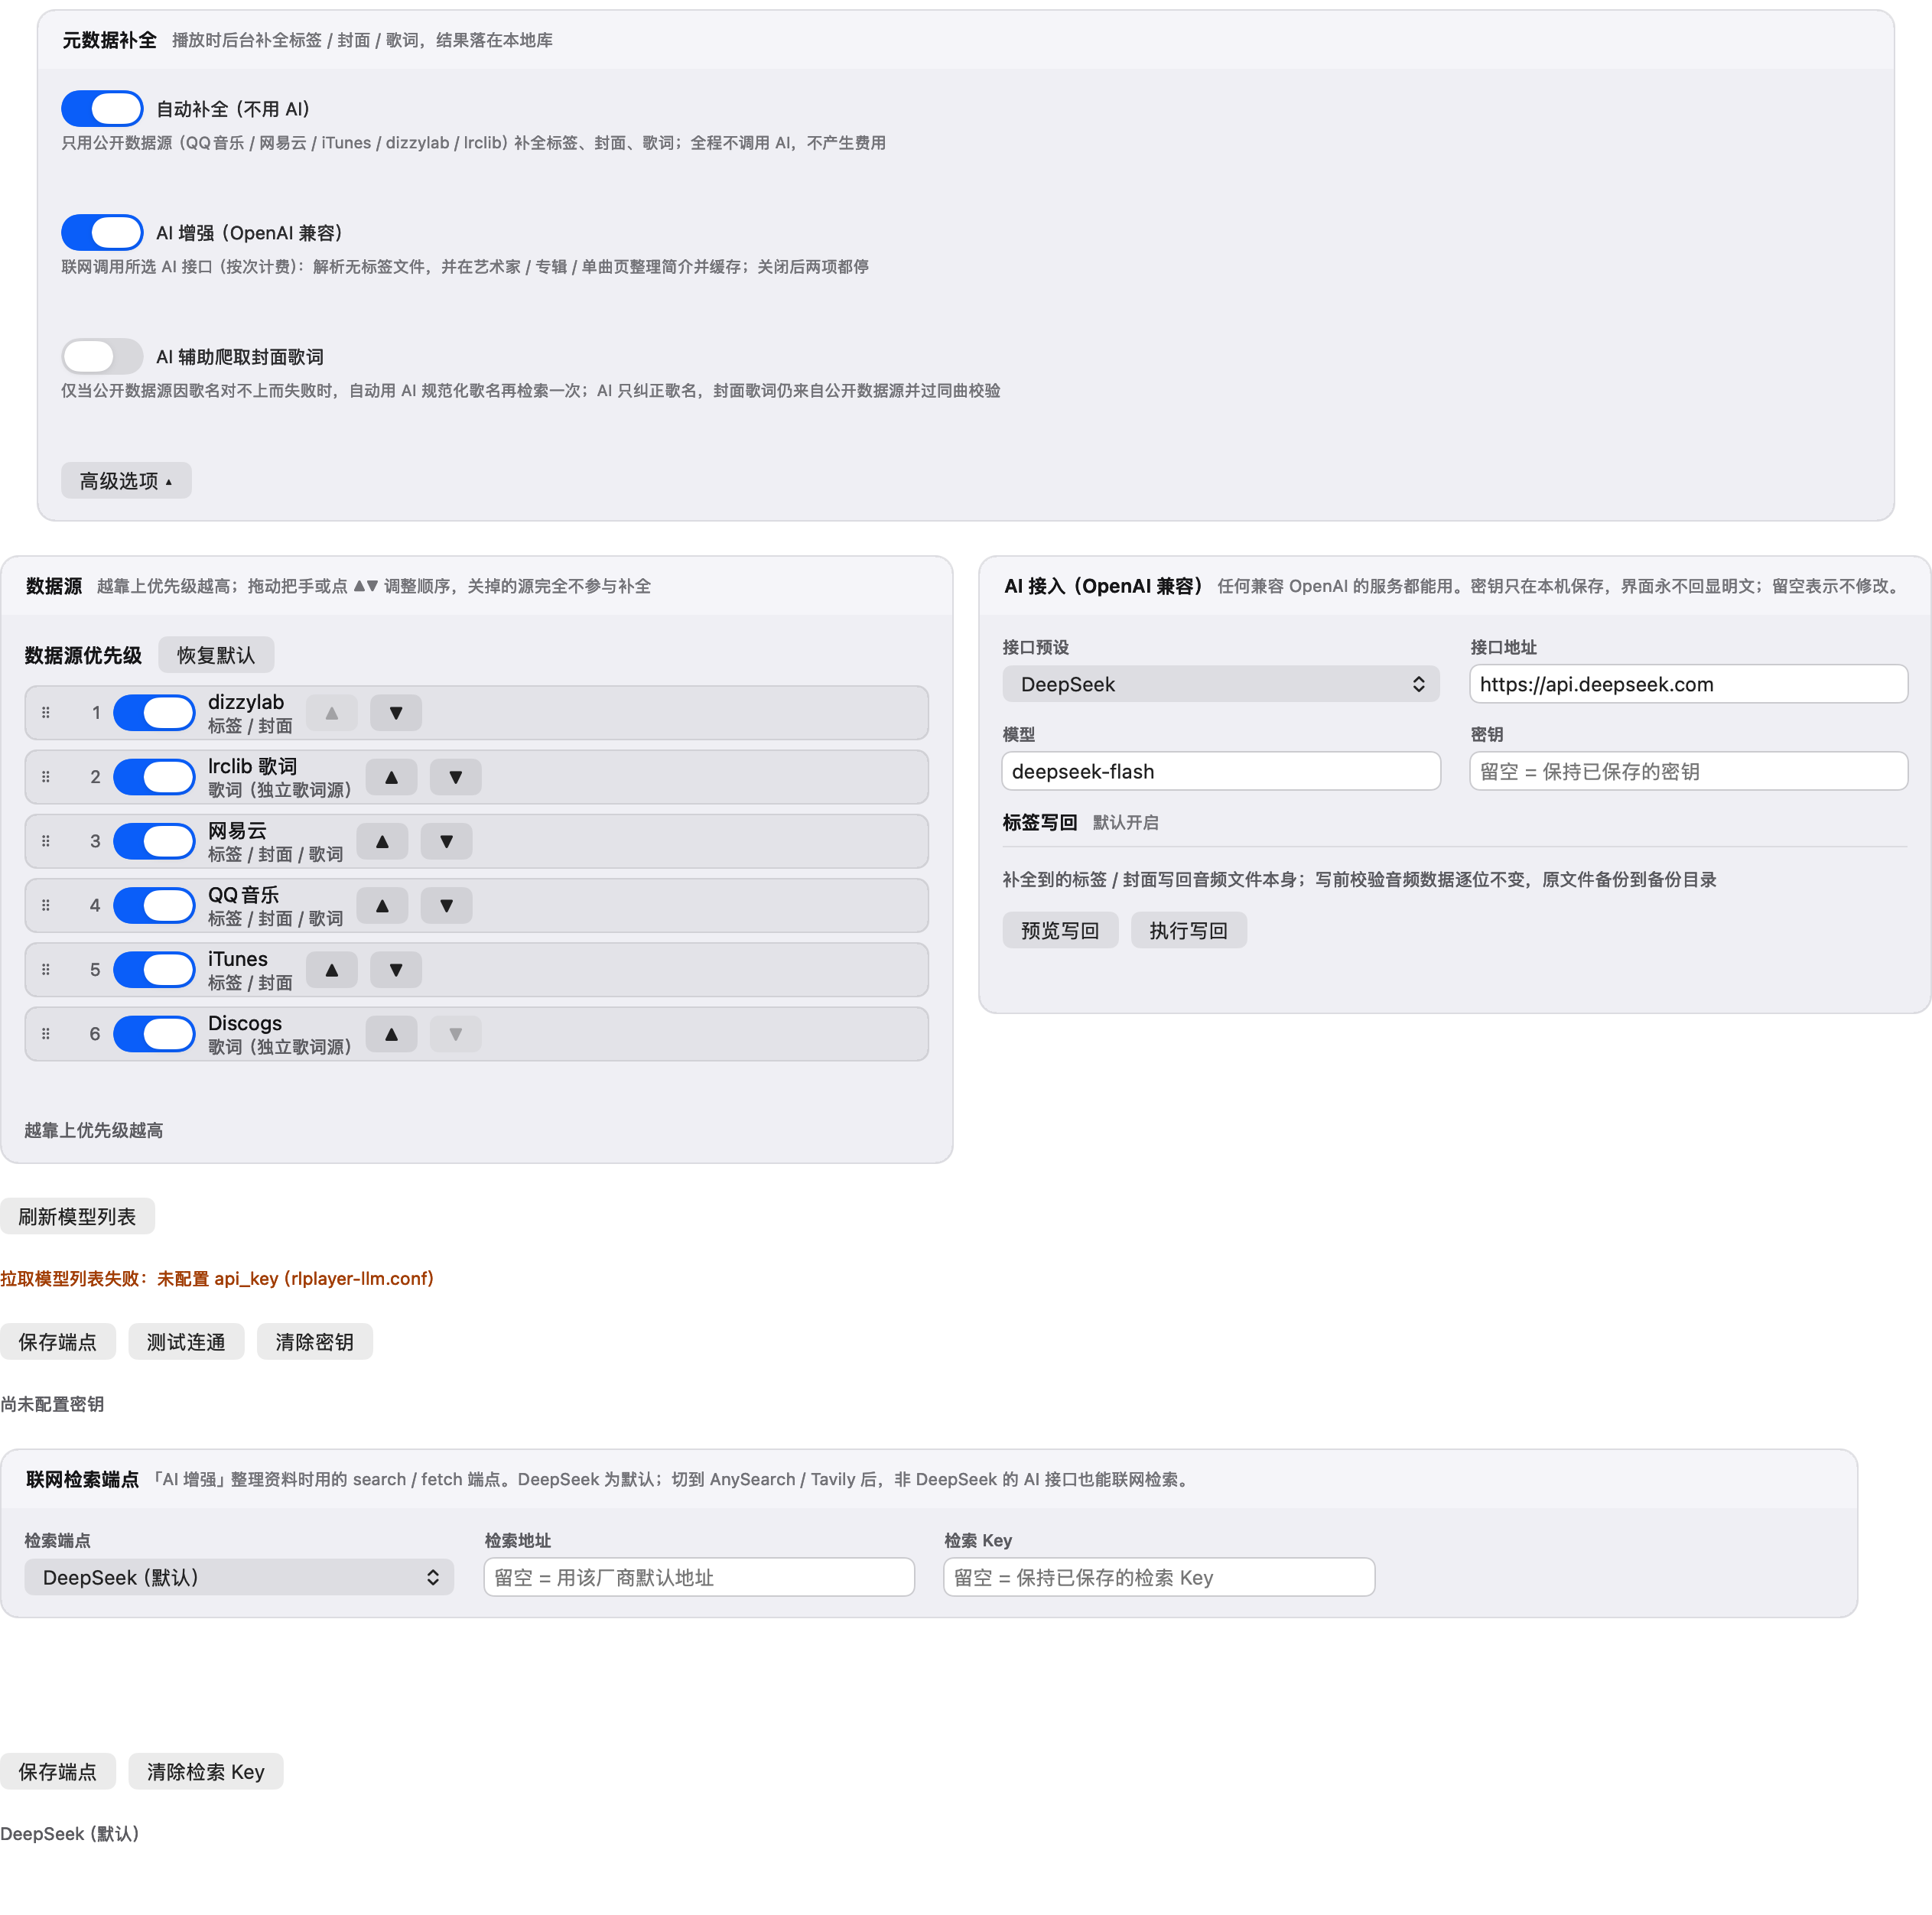 元数据补全 播放时后台补全标签 / 封面 / 歌词，结果落在本地库
自动补全 (不用 AI)
只用公开数据源 (QQ音乐 / 网易云 / iTunes / dizzylab / lrclib) 补全标签、封面、歌词；全程不调用 AI，不产生费用
AI 增强 (OpenAI 兼容)
联网调用所选 AI 接口 (按次计费)：解析无标签文件，并在艺术家 / 专辑 / 单曲页整理简介并缓存；关闭后两项都停
AI 辅助爬取封面歌词
仅当公开数据源因歌名对不上而失败时，自动用 AI 规范化歌名再检索一次；AI 只纠正歌名，封面歌词仍来自公开数据源并过同曲校验
高级选项 ▴
数据源 越靠上优先级越高；拖动把手或点 ▲▼ 调整顺序，关掉的源完全不参与补全
数据源优先级 恢复默认
1 dizzylab ▲ ▼
标签 / 封面
2 lrclib 歌词 ▲ ▼
歌词 (独立歌词源)
3 网易云 ▲ ▼
标签 / 封面 / 歌词
4 QQ音乐 ▲ ▼
标签 / 封面 / 歌词
5 iTunes ▲ ▼
标签 / 封面
6 Discogs ▲ ▼
歌词 (独立歌词源)
越靠上优先级越高
AI 接入 (OpenAI 兼容) 任何兼容 OpenAI 的服务都能用。密钥只在本机保存，界面永不回显明文；留空表示不修改。
接口预设 接口地址
DeepSeek https://api.deepseek.com
模型 密钥
deepseek-flash 留空 = 保持已保存的密钥
标签写回 默认开启
补全到的标签 / 封面写回音频文件本身；写前校验音频数据逐位不变，原文件备份到备份目录
预览写回 执行写回
刷新模型列表
拉取模型列表失败：未配置 api_key (rlplayer-llm.conf)
保存端点 测试连通 清除密钥
尚未配置密钥
联网检索端点 「AI 增强」整理资料时用的 search / fetch 端点。DeepSeek 为默认；切到 AnySearch / Tavily 后，非 DeepSeek 的 AI 接口也能联网检索。
检索端点 检索地址 检索 Key
DeepSeek (默认) 留空 = 用该厂商默认地址 留空 = 保持已保存的检索 Key
保存端点 清除检索 Key
DeepSeek (默认)